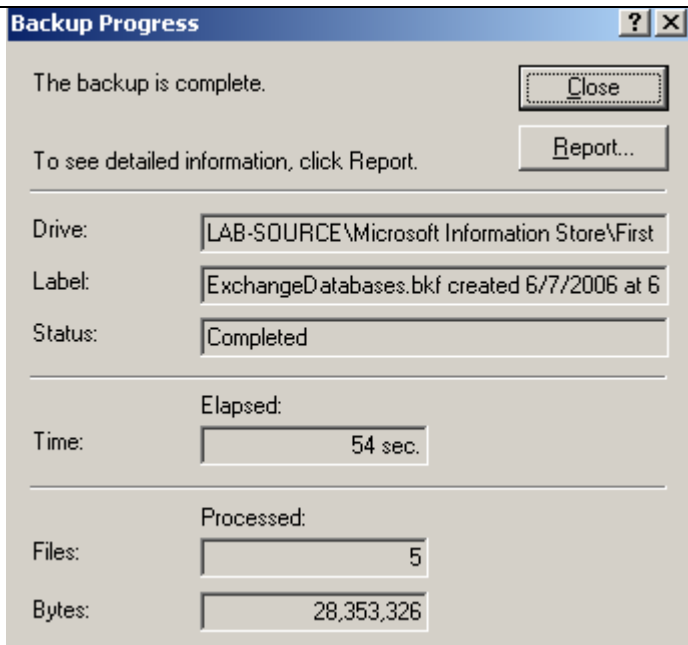 Backup Progress
The backup is complete.
Close
To see detailed information, click Report.
Report...
Drive: LAB-SOURCE\Microsoft Information Store\First
Label: ExchangeDatabases.bkf created 6/7/2006 at 6
Status: Completed
Elapsed:
Time: 54 sec.
Processed:
Files: 5
Bytes: 28,353,326